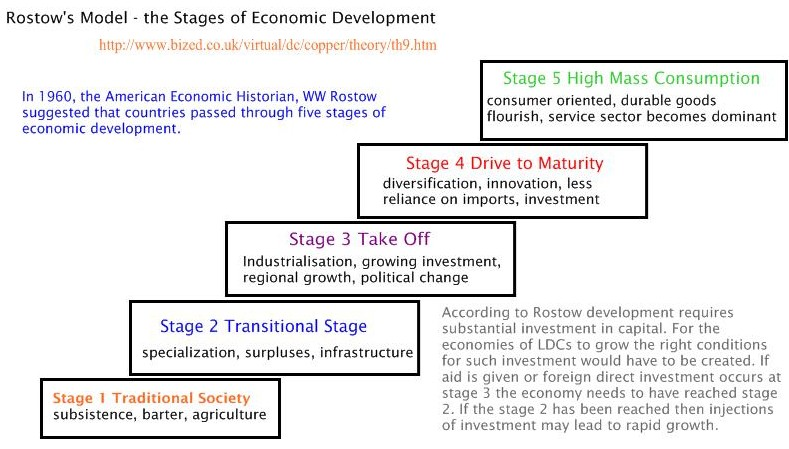 Rostow's Model - the Stages of Economic Development
http://www.bized.co.uk/virtual/dc/copper/theory/th9.htm
In 1960, the American Economic Historian, WW Rostow
suggested that countries passed through five stages of
economic development.
Stage 5 High Mass Consumption
consumer oriented, durable goods
flourish, service sector becomes dominant
Stage 4 Drive to Maturity
diversification, innovation, less
reliance on imports, investment
Stage 3 Take Off
Industrialisation, growing investment,
regional growth, political change
Stage 2 Transitional Stage
specialization, surpluses, infrastructure
Stage 1 Traditional Society
subsistence, barter, agriculture
According to Rostow development requires
substantial investment in capital. For the
economies of LDCs to grow the right conditions
for such investment would have to be created. If
aid is given or foreign direct investment occurs at
stage 3 the economy needs to have reached stage
2. If the stage 2 has been reached then injections
of investment may lead to rapid growth.